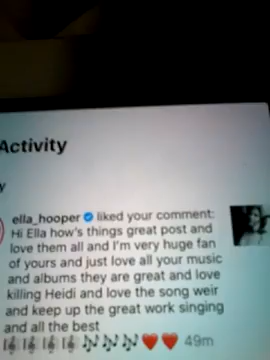 Activity
y
ella_hooper liked your comment:
Hi Ella how's things great post and
love them all and I'm very huge fan
of yours and just love all your music
and albums they are great and love
killing Heidi and love the song weir
and keep up the great work singing
and all the best
🎼🎼🎼🎼🎶🎶🎶❤️❤️ 49m